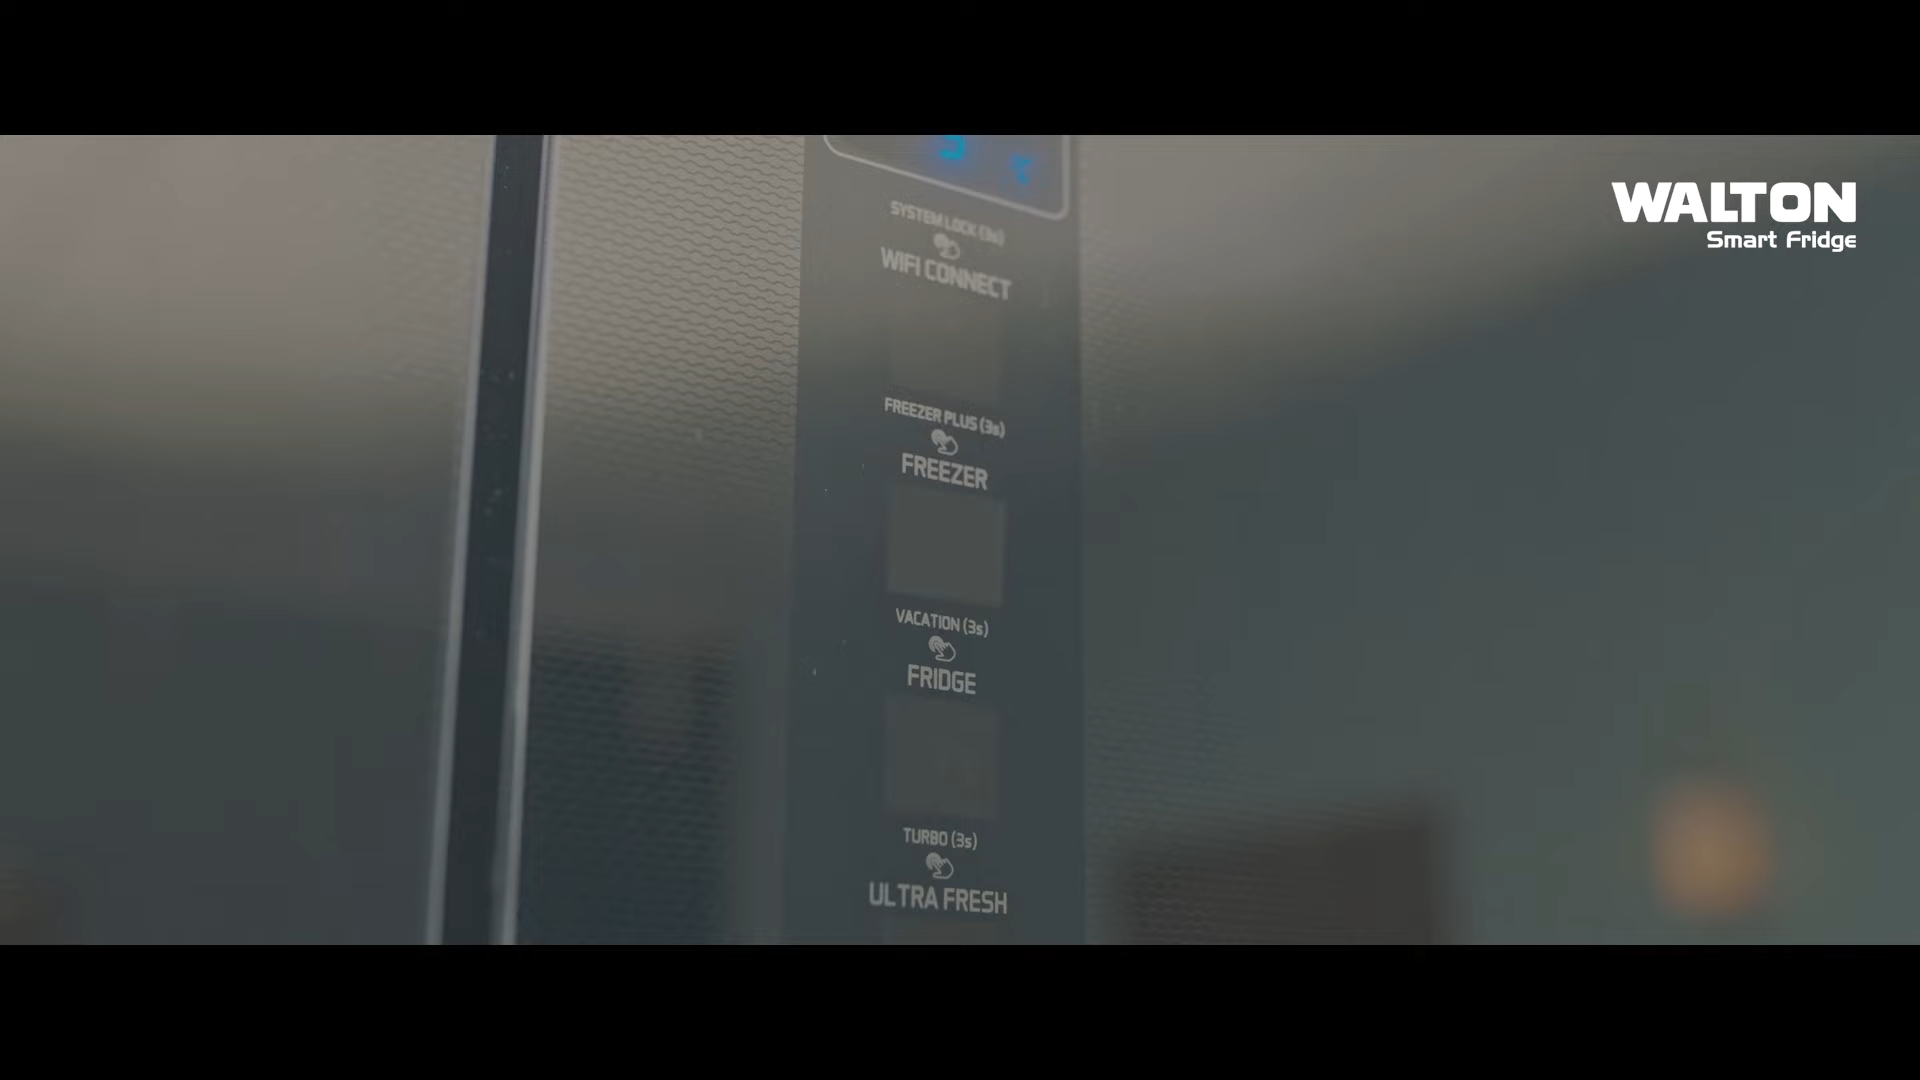 WALTON
Smart Fridge
SYSTEM LOCK (3s)
WIFI CONNECT
FREEZER PLUS (3s)
FREEZER
VACATION (3s)
FRIDGE
TURBO (3s)
ULTRA FRESH